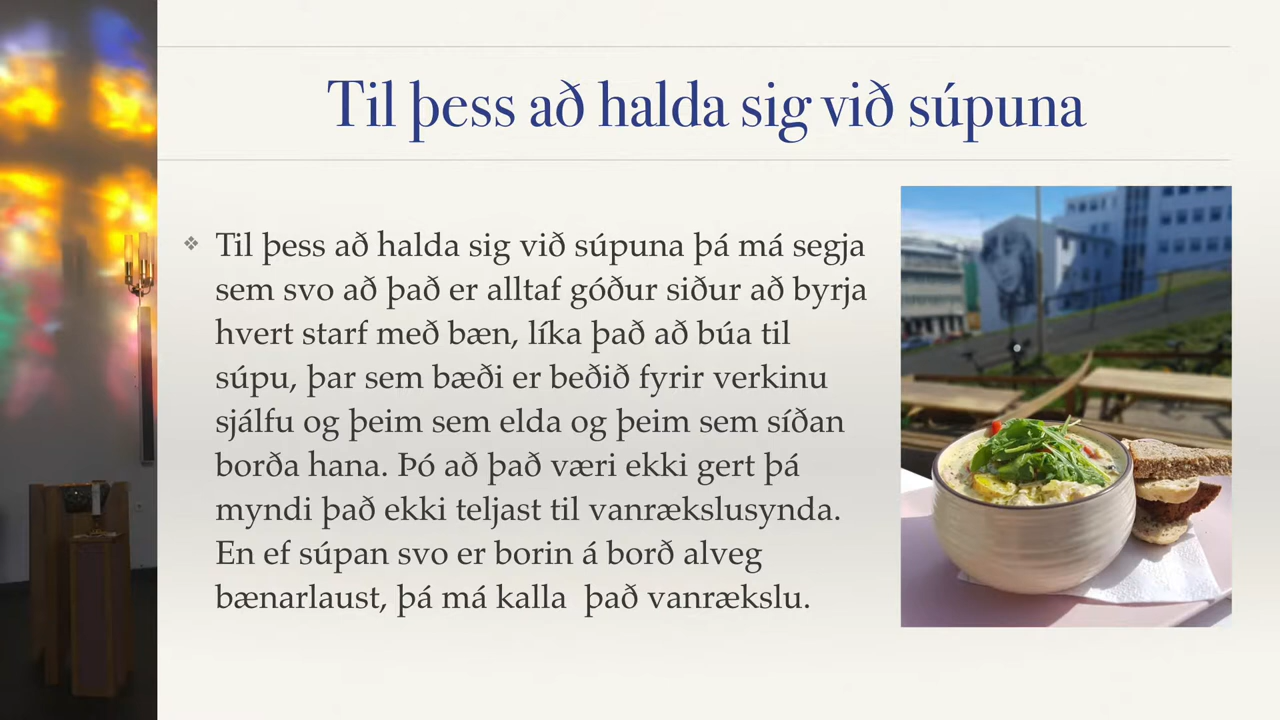 Til þess að halda sig við súpuna
Til þess að halda sig við súpuna þá má segja
sem svo að það er alltaf góður siður að byrja
hvert starf með bæn, líka það að búa til
súpu, þar sem bæði er beðið fyrir verkinu
sjálfu og þeim sem elda og þeim sem síðan
borða hana. Þó að það væri ekki gert þá
myndi það ekki teljast til vanrækslusynda.
En ef súpan svo er borin á borð alveg
bænarlaust, þá má kalla  það vanrækslu.